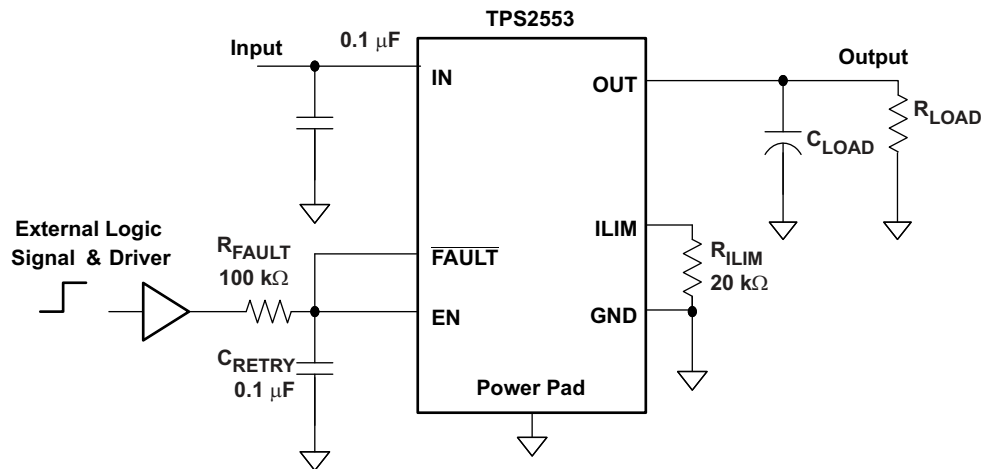 TPS2553
Input
0.1 μF
IN
OUT
Output
R_LOAD
C_LOAD
External Logic
Signal & Driver
R_FAULT
100 kΩ
F̅A̅U̅L̅T̅
ILIM
R_ILIM
20 kΩ
EN
GND
C_RETRY
0.1 μF
Power Pad